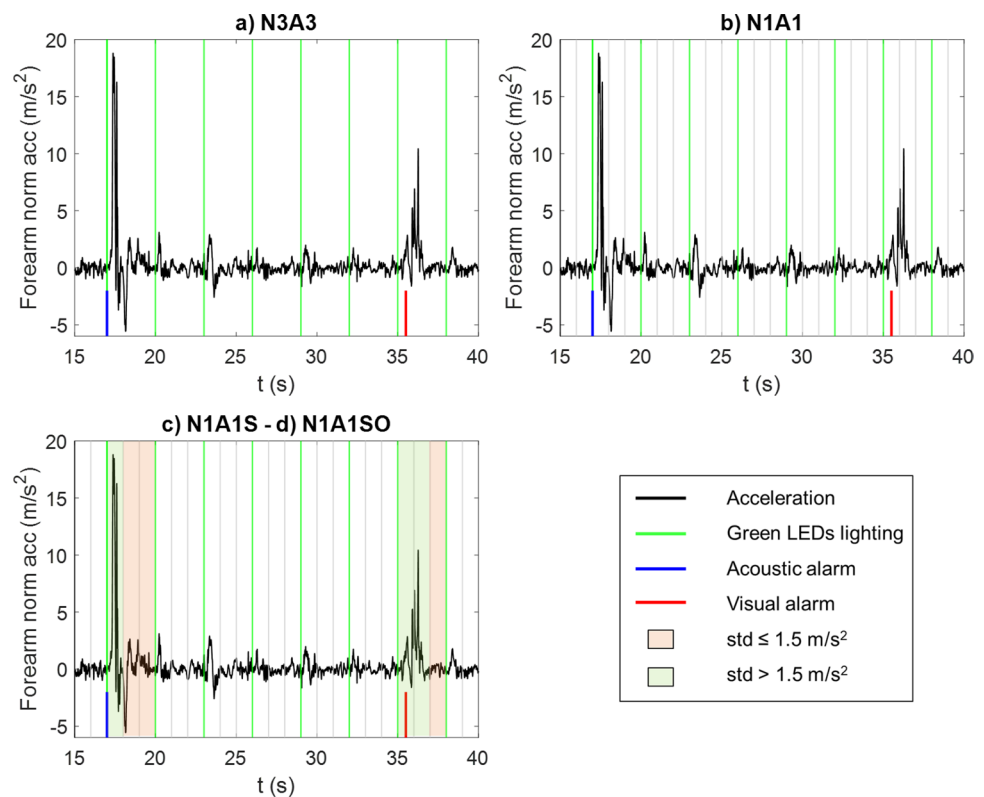 a) N3A3
20
15
10
5
0
-5
Forearm norm acc (m/s²)
15 20 25 30 35 40
t (s)
b) N1A1
20
15
10
5
0
-5
Forearm norm acc (m/s²)
15 20 25 30 35 40
t (s)
c) N1A1S - d) N1A1SO
20
15
10
5
0
-5
Forearm norm acc (m/s²)
15 20 25 30 35 40
t (s)
Acceleration
Green LEDs lighting
Acoustic alarm
Visual alarm
std ≤ 1.5 m/s²
std > 1.5 m/s²